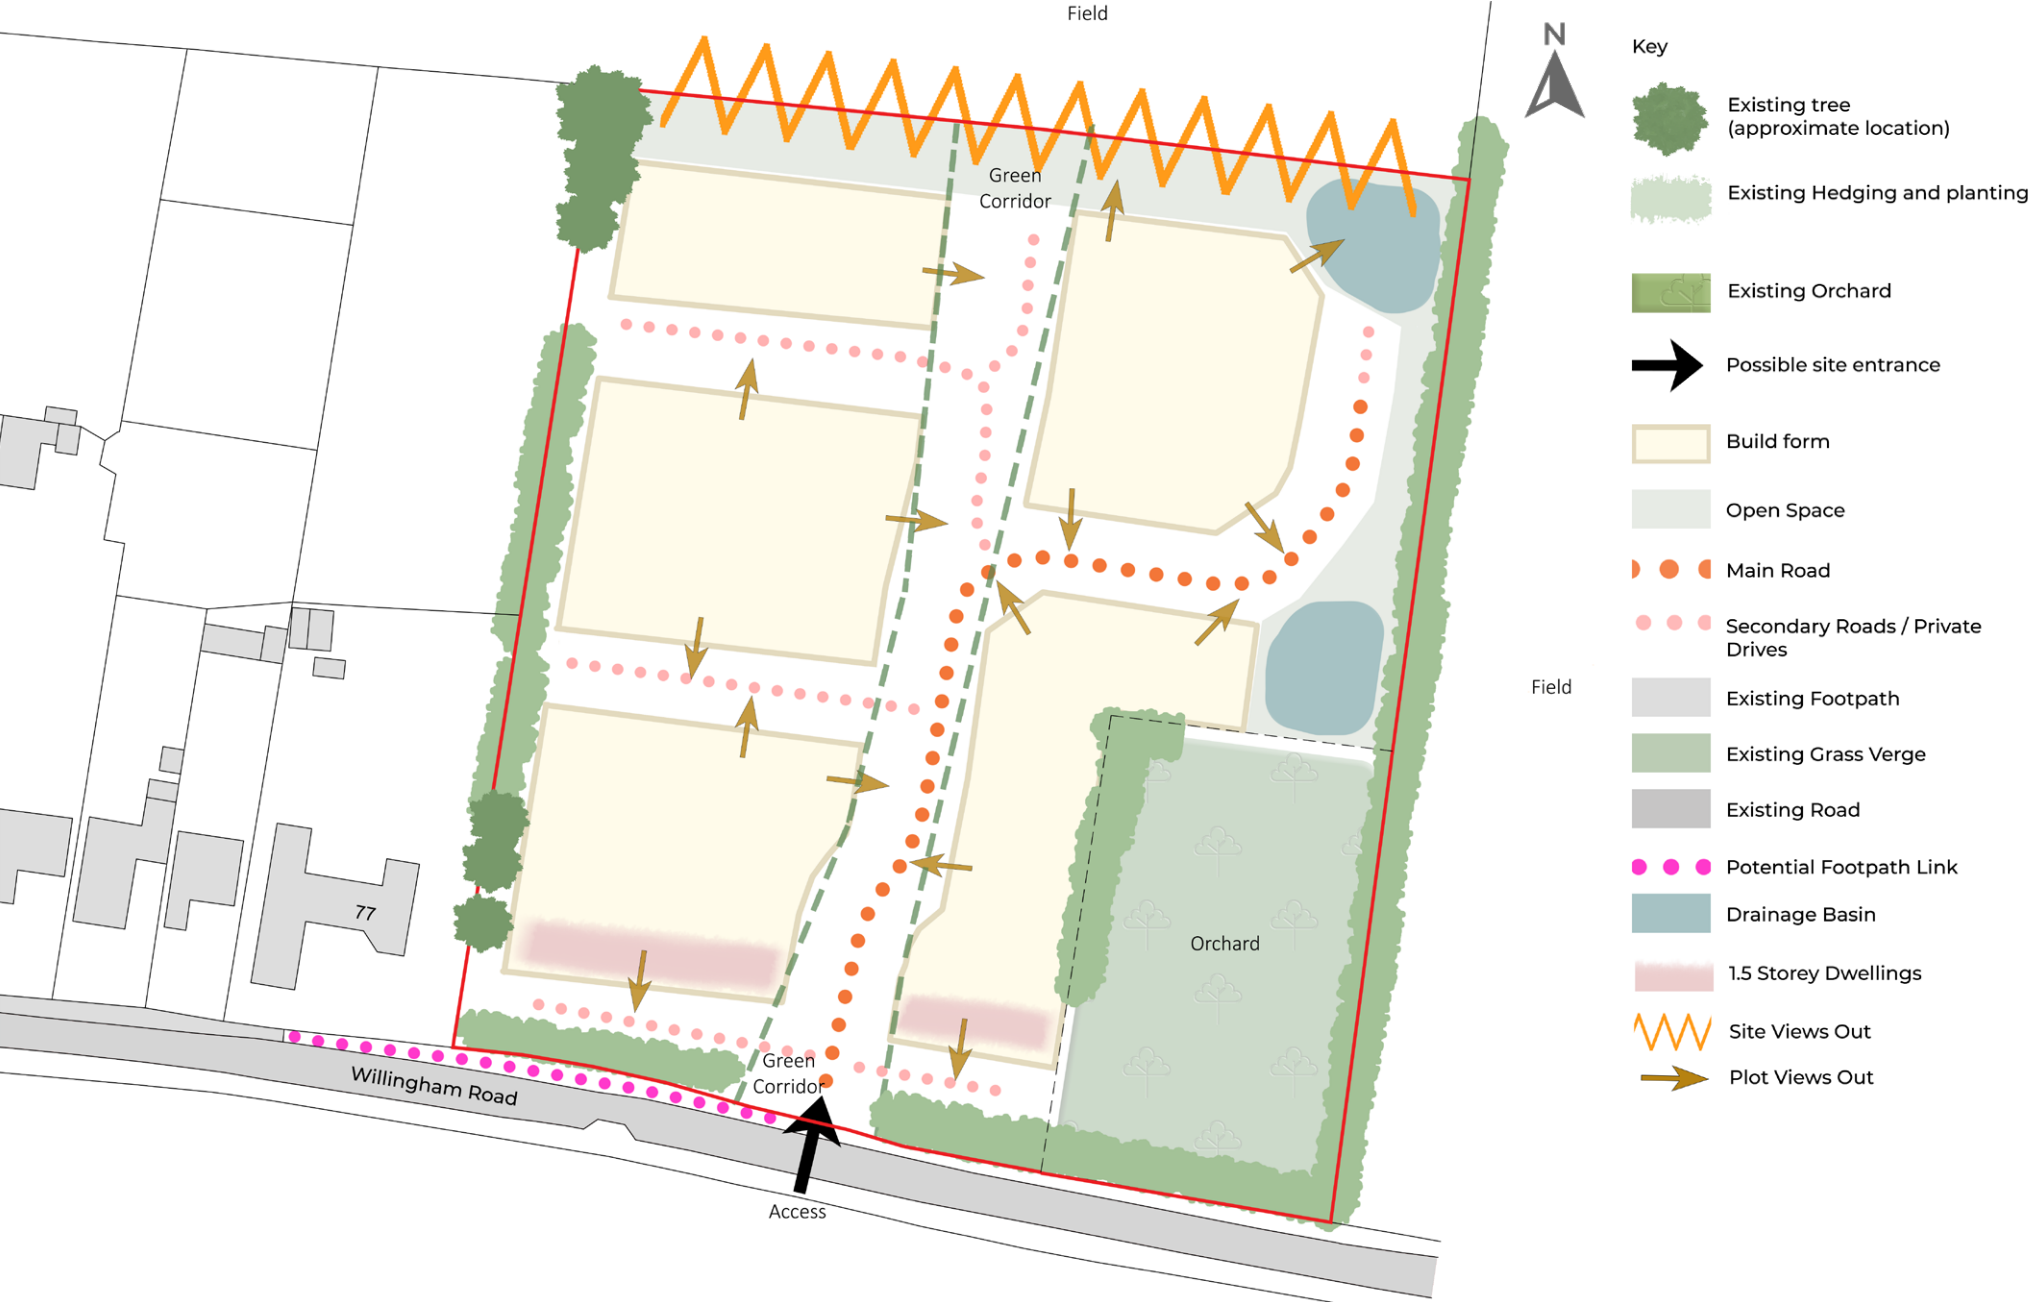 Field
N
Green
Corridor
Field
Orchard
77
Green
Corridor
Willingham Road
Access
Key
Existing tree
(approximate location)
Existing Hedging and planting
Existing Orchard
Possible site entrance
Build form
Open Space
Main Road
Secondary Roads / Private
Drives
Existing Footpath
Existing Grass Verge
Existing Road
Potential Footpath Link
Drainage Basin
1.5 Storey Dwellings
Site Views Out
Plot Views Out